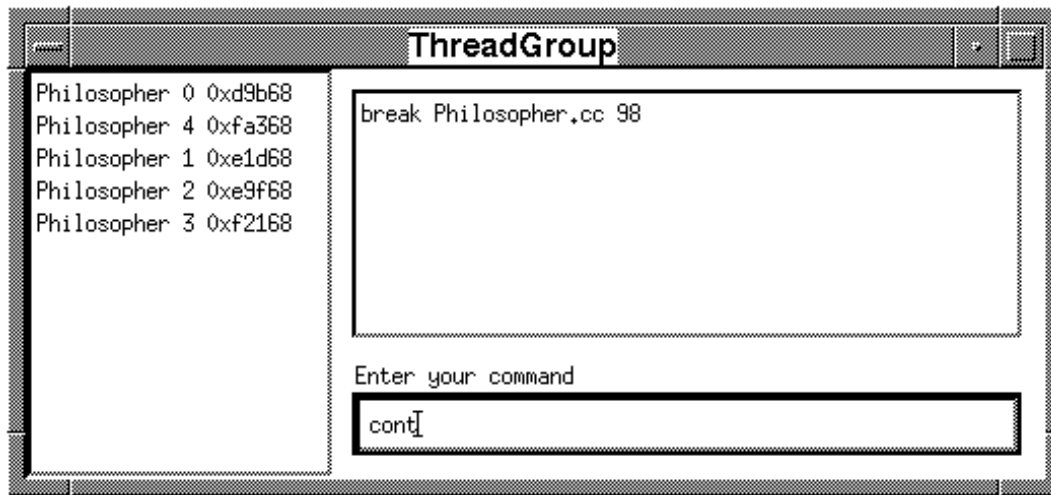 ThreadGroup
Philosopher 0 0xd9b68
Philosopher 4 0xfa368
Philosopher 1 0xe1d68
Philosopher 2 0xe9f68
Philosopher 3 0xf2168
break Philosopher.cc 98
Enter your command
cont